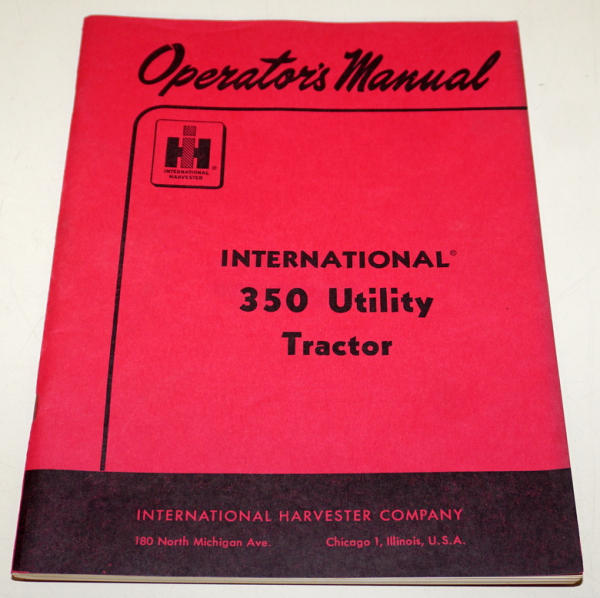 Operator's Manual
IH
INTERNATIONAL
HARVESTER ®
INTERNATIONAL®
350 Utility
Tractor
INTERNATIONAL HARVESTER COMPANY
180 North Michigan Ave. Chicago 1, Illinois, U.S.A.